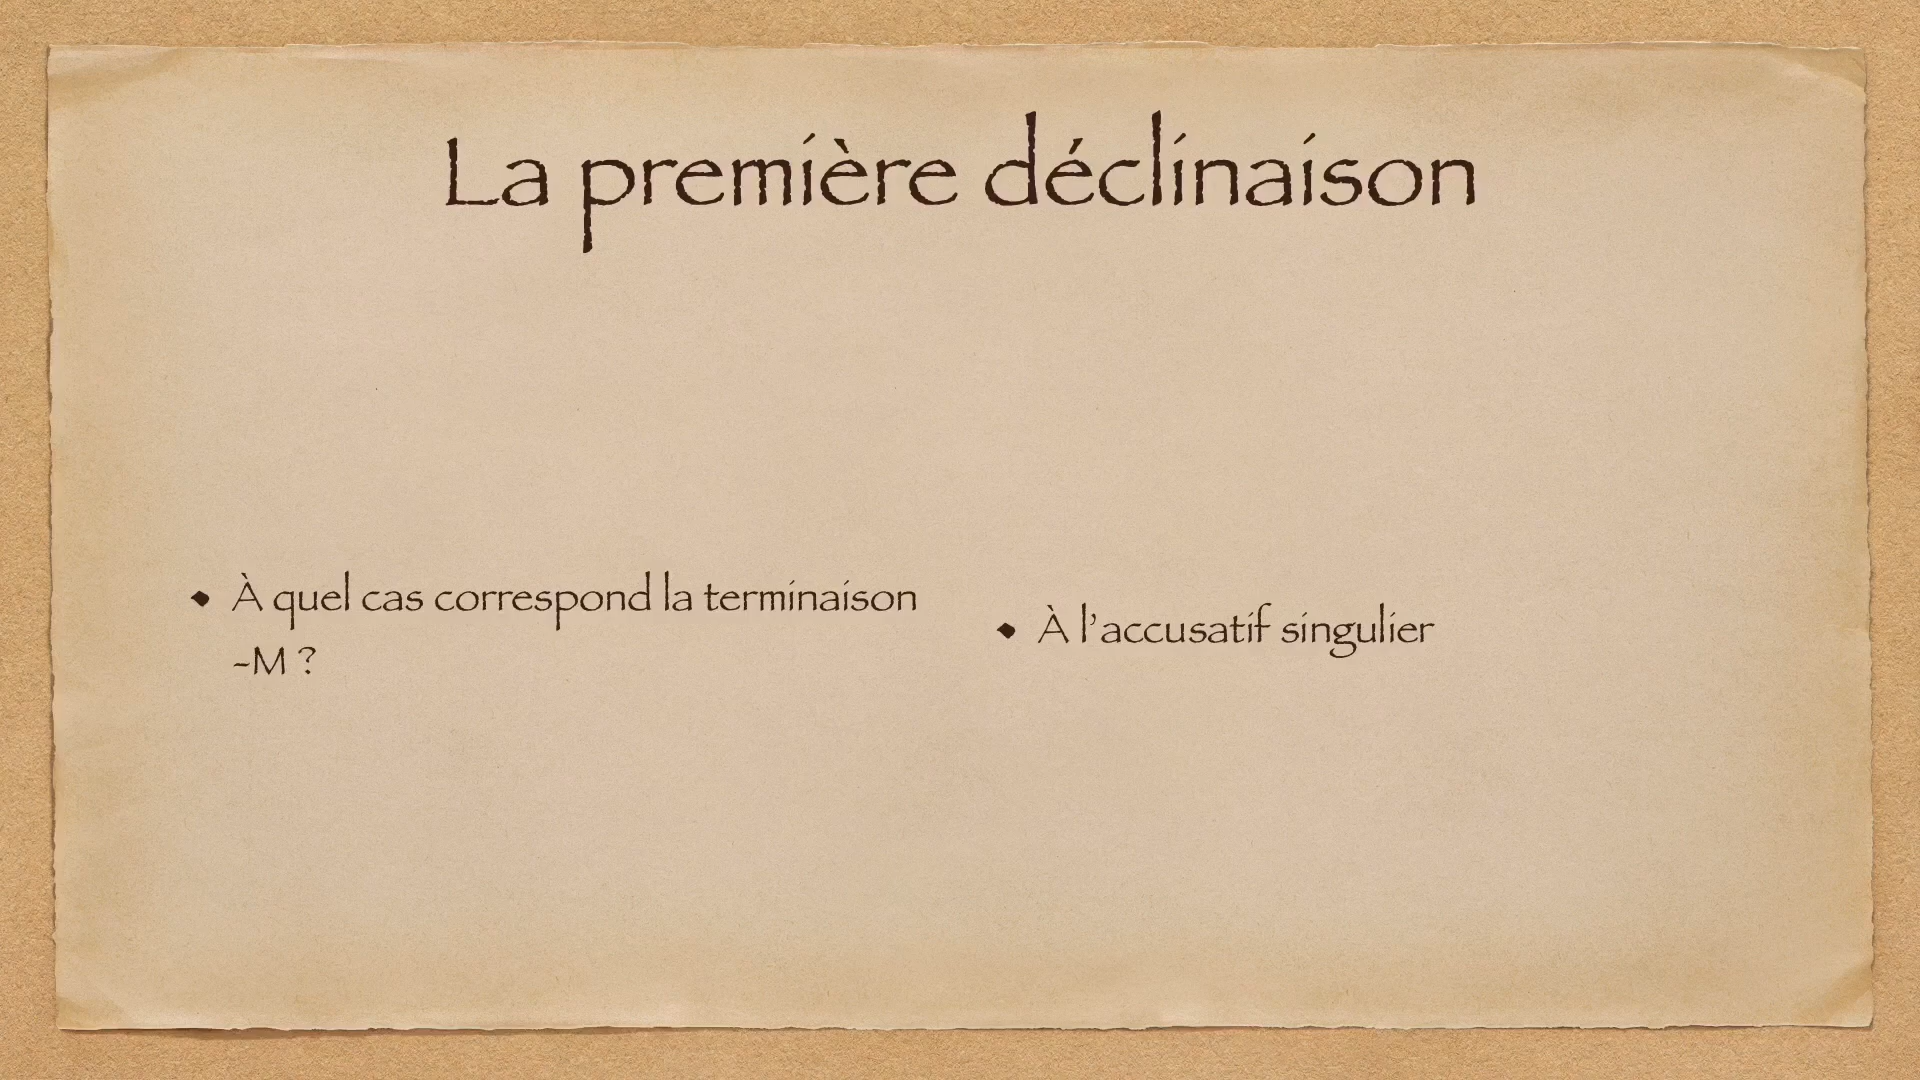 La première déclinaison
• À quel cas correspond la terminaison
-M ?
• À l’accusatif singulier